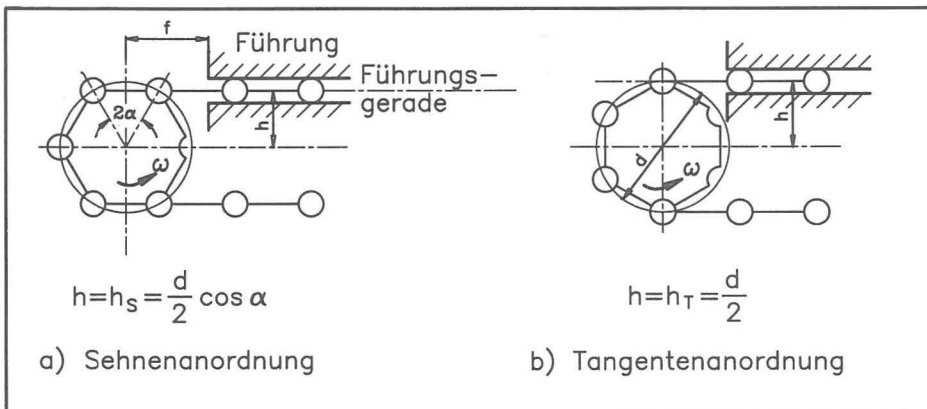 f
Führung
Führungs-
gerade
2α
h
ω
h=h_S=d/2 cos α
a) Sehnenanordnung
h
d
ω
h=h_T=d/2
b) Tangentenanordnung